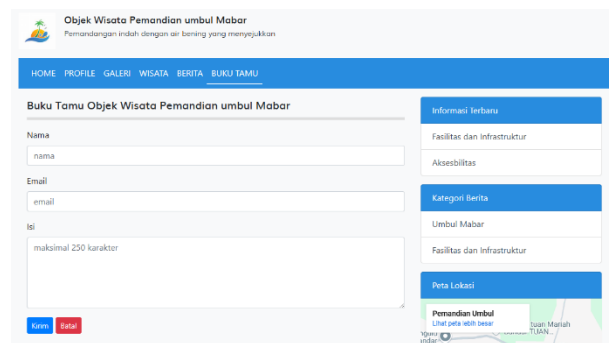 Objek Wisata Pemandian umbul Mabar
Pemandangan indah dengan air bening yang menyejukkan
HOME PROFILE GALERI WISATA BERITA BUKU TAMU
Buku Tamu Objek Wisata Pemandian umbul Mabar
Nama
nama
Email
email
Isi
maksimal 250 karakter
Kirim Batal
Informasi Terbaru
Fasilitas dan Infrastruktur
Aksesbilitas
Kategori Berita
Umbul Mabar
Fasilitas dan Infrastruktur
Peta Lokasi
Pemandian Umbul
Lihat peta lebih besar
tuan Mariah
TUAN...